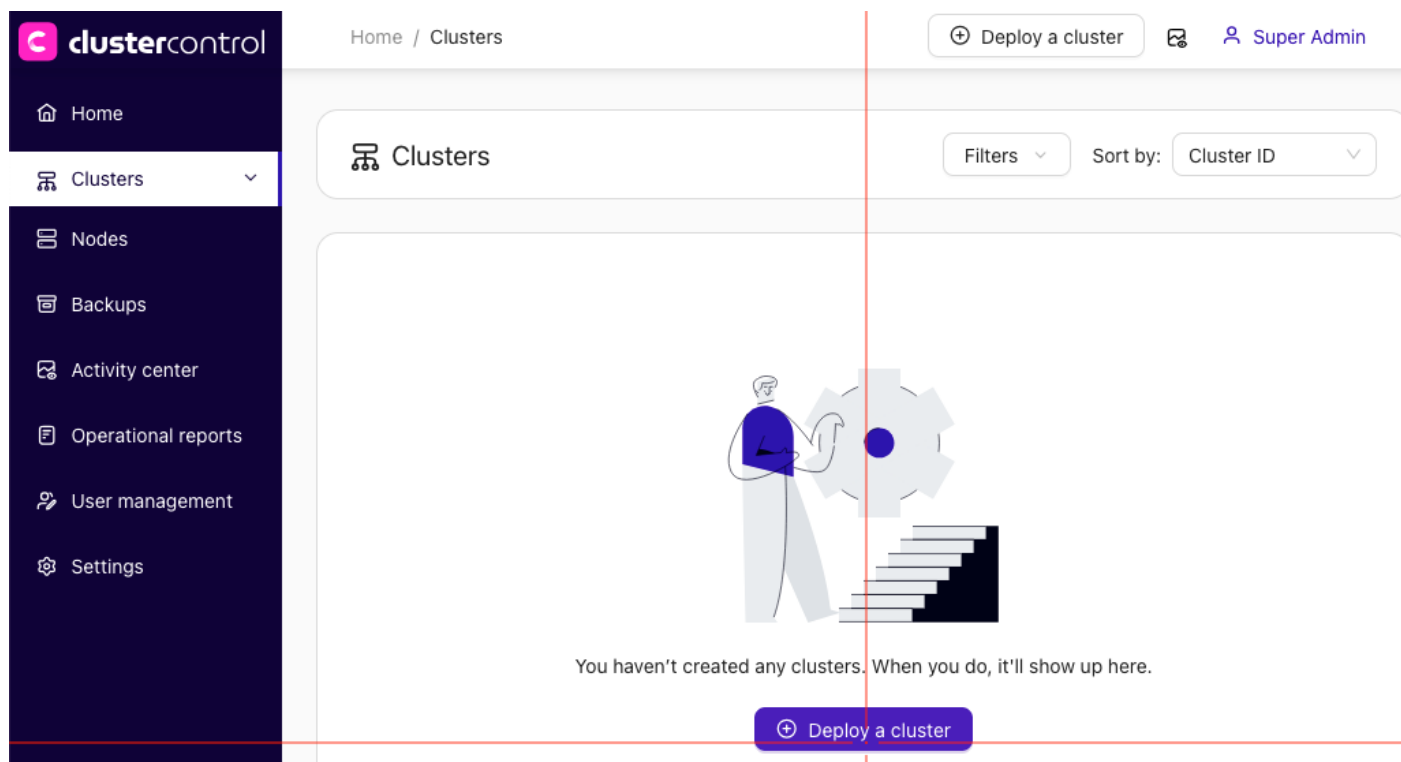 clustercontrol
Home / Clusters
Deploy a cluster
Super Admin
Home
Clusters
Nodes
Backups
Activity center
Operational reports
User management
Settings
Clusters
Filters
Sort by: Cluster ID
You haven’t created any clusters. When you do, it'll show up here.
Deploy a cluster